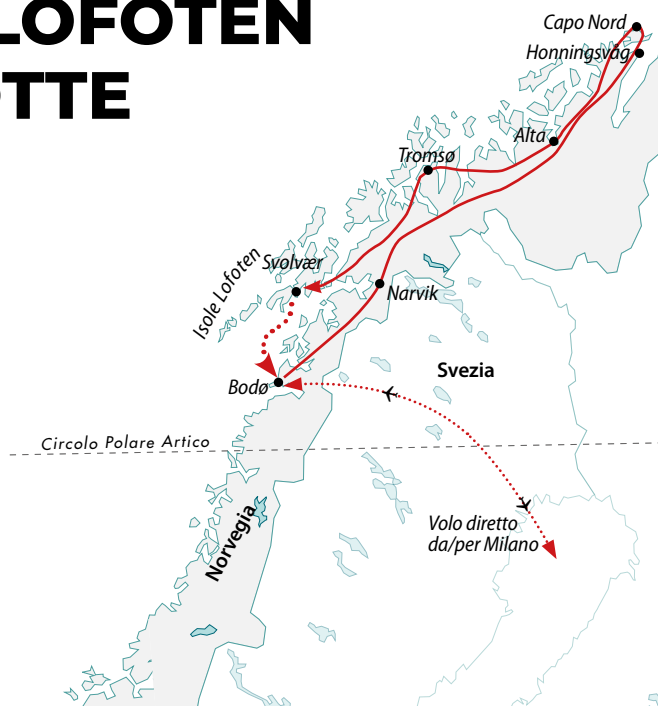 LOFOTEN
OTTE
Capo Nord
Honningsvåg
Alta
Tromsø
Isole Lofoten
Svolvær
Narvik
Svezia
Bodø
Circolo Polare Artico
Norvegia
Volo diretto
da/per Milano